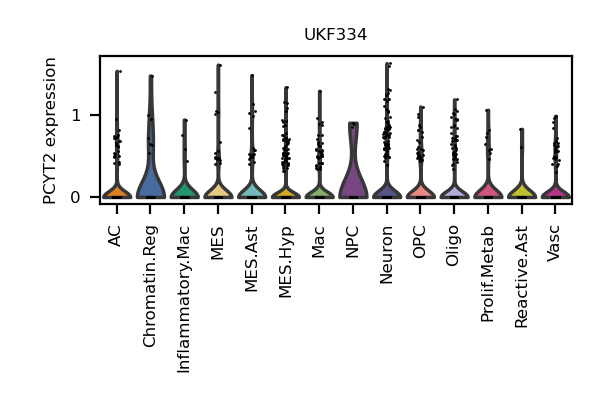 UKF334
PCYT2 expression
1
0
AC
Chromatin.Reg
Inflammatory.Mac
MES
MES.Ast
MES.Hyp
Mac
NPC
Neuron
OPC
Oligo
Prolif.Metab
Reactive.Ast
Vasc